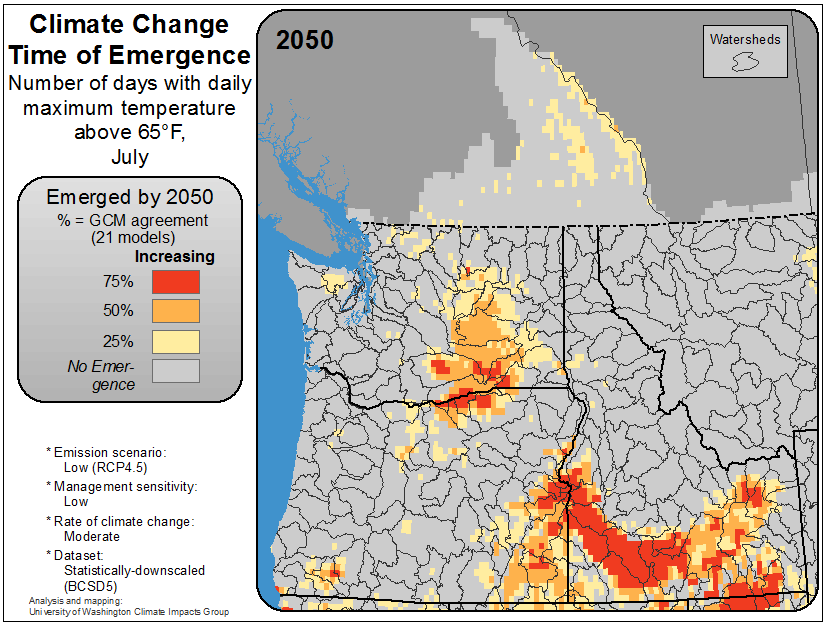 Climate Change
Time of Emergence
Number of days with daily
maximum temperature
above 65°F,
July
Emerged by 2050
% = GCM agreement
(21 models)
Increasing
75%
50%
25%
No Emer-
gence
* Emission scenario:
Low (RCP4.5)
* Management sensitivity:
Low
* Rate of climate change:
Moderate
* Dataset:
Statistically-downscaled
(BCSD5)
Analysis and mapping:
University of Washington Climate Impacts Group
2050
Watersheds